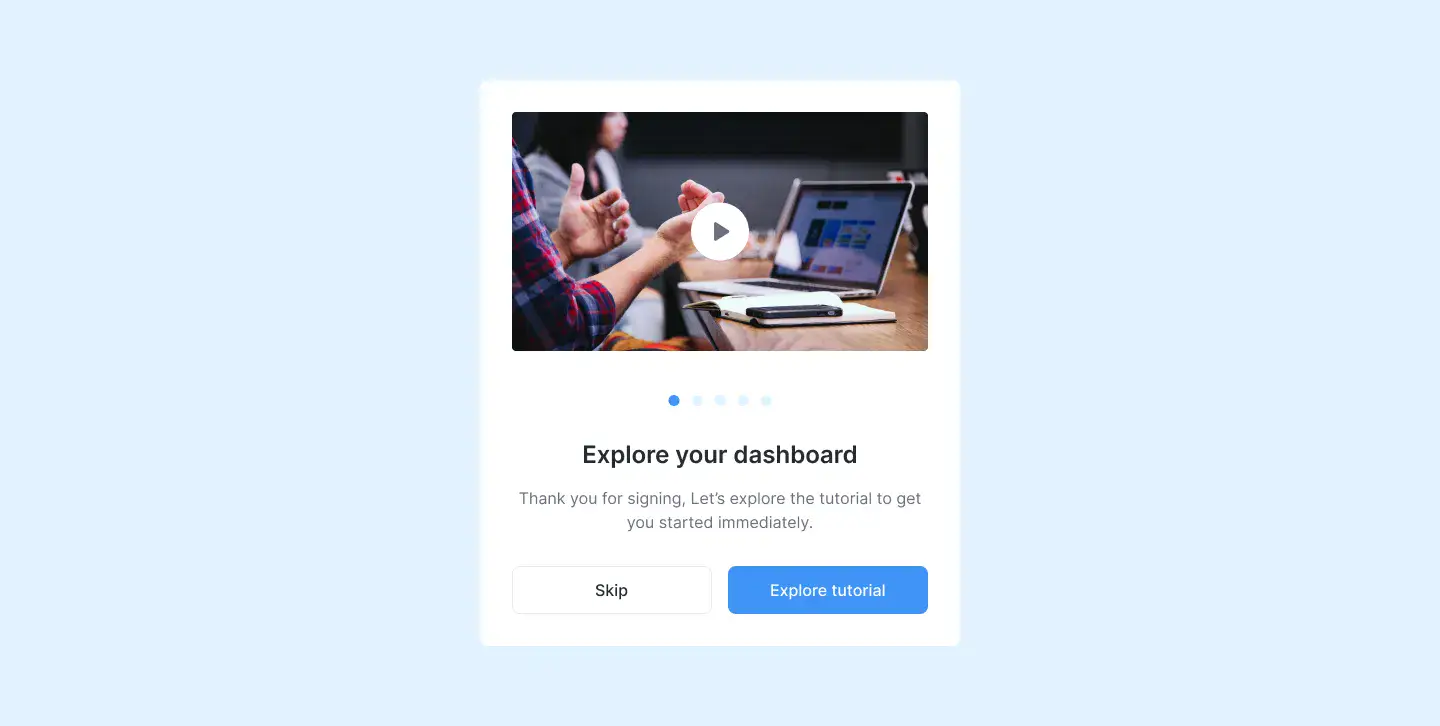 Explore your dashboard
Thank you for signing, Let’s explore the tutorial to get
you started immediately.
Skip
Explore tutorial